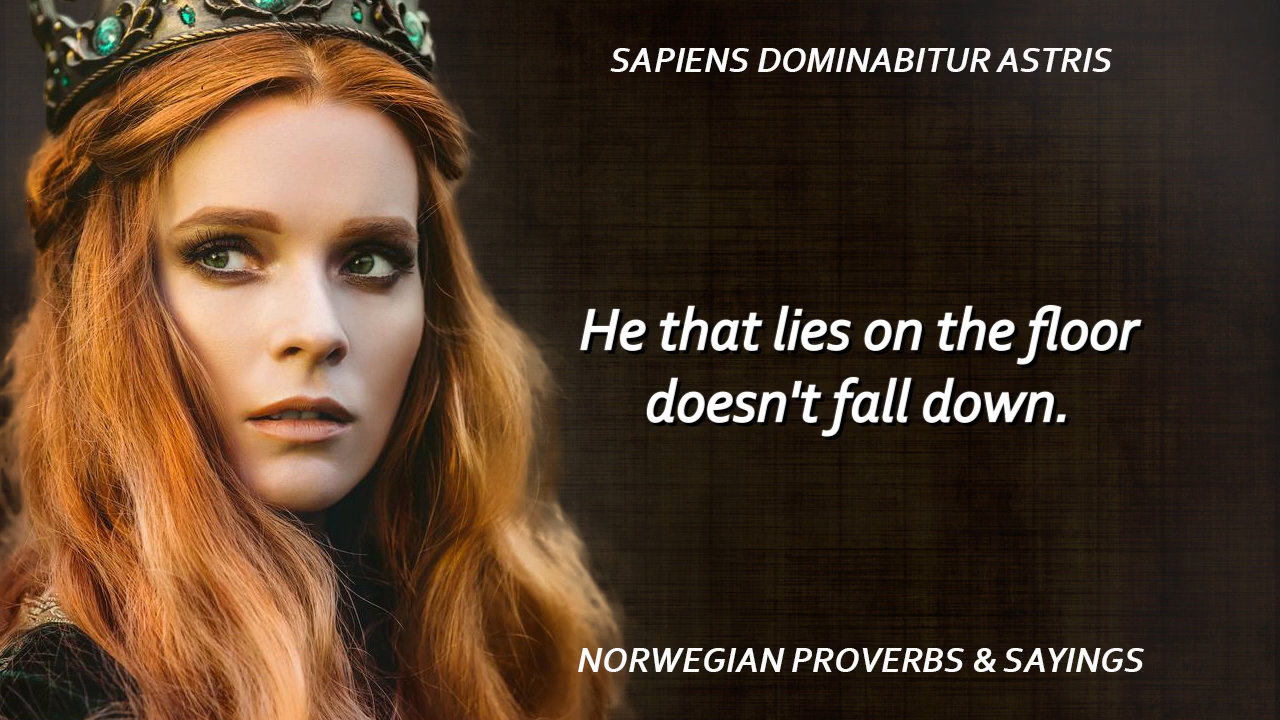 SAPIENS DOMINABITUR ASTRIS
He that lies on the floor
doesn't fall down.
NORWEGIAN PROVERBS & SAYINGS